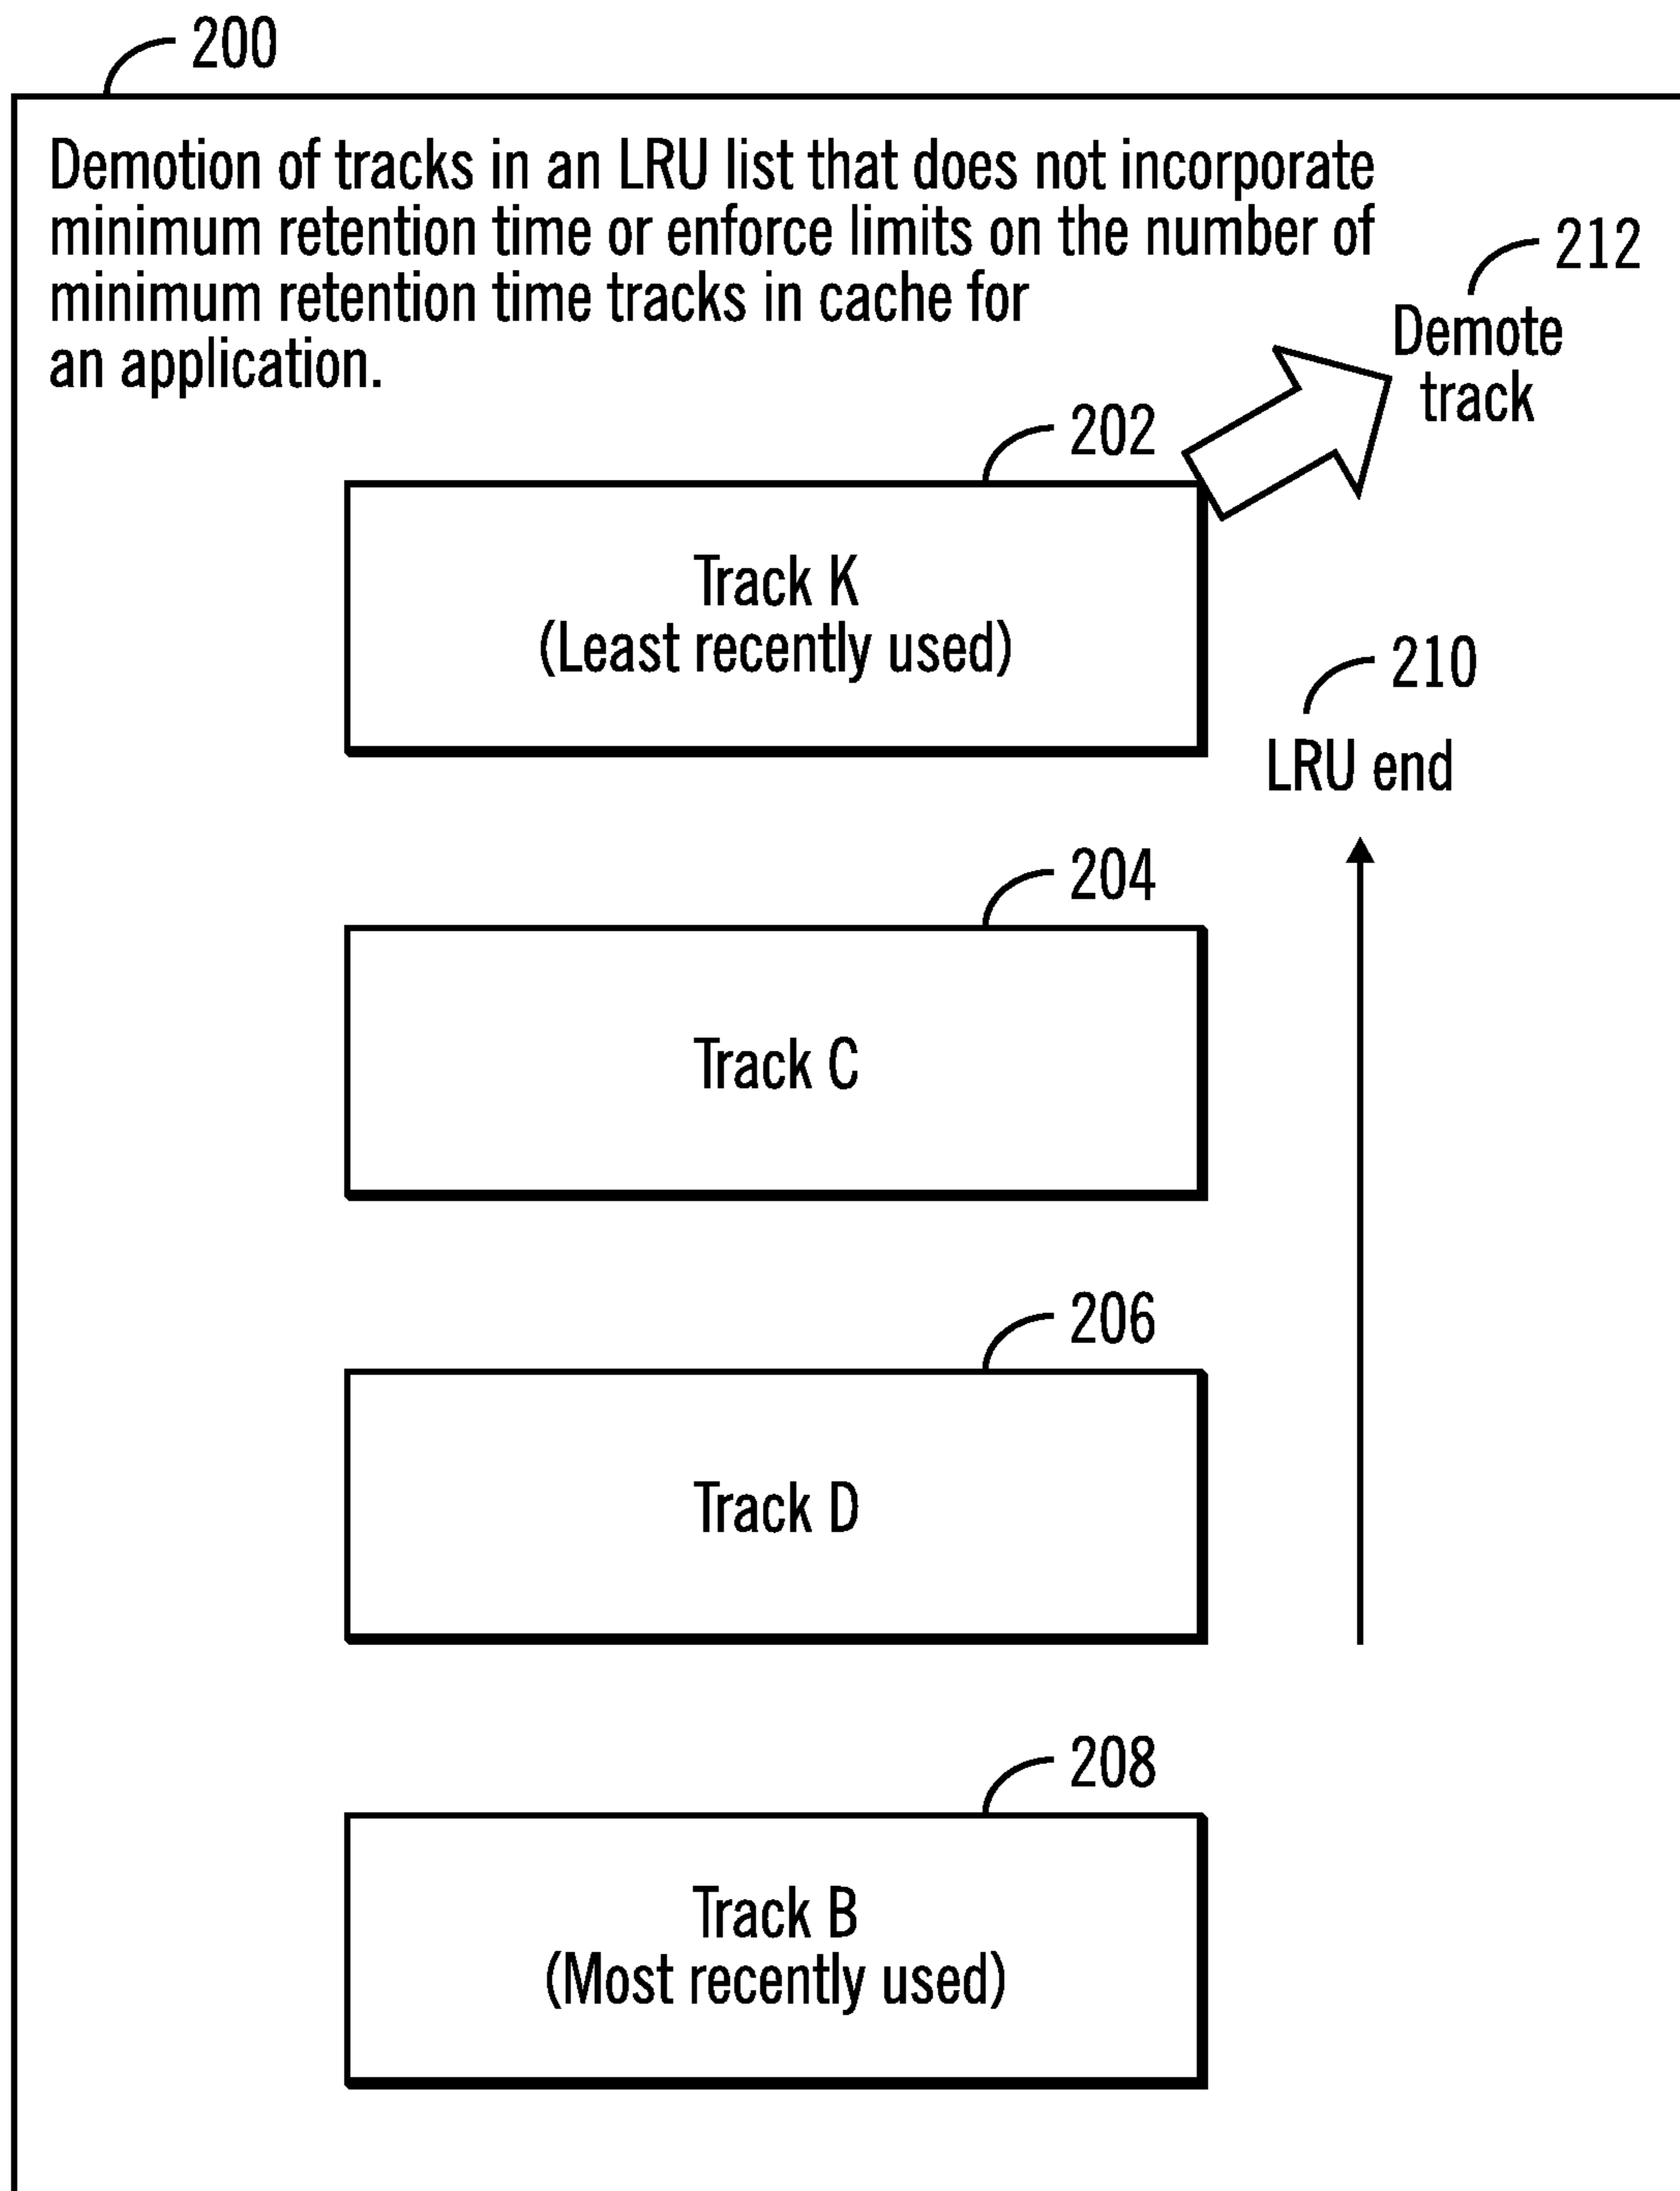 200
Demotion of tracks in an LRU list that does not incorporate
minimum retention time or enforce limits on the number of
minimum retention time tracks in cache for
an application.
212
Demote
track
202
Track K
(Least recently used)
210
LRU end
204
Track C
206
Track D
208
Track B
(Most recently used)